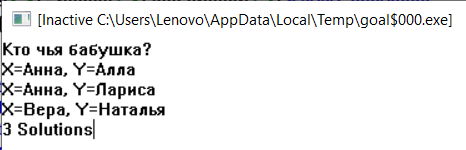 [Inactive C:\Users\Lenovo\AppData\Local\Temp\goal$000.exe]
Кто чья бабушка?
X=Анна, Y=Алла
X=Анна, Y=Лариса
X=Вера, Y=Наталья
3 Solutions